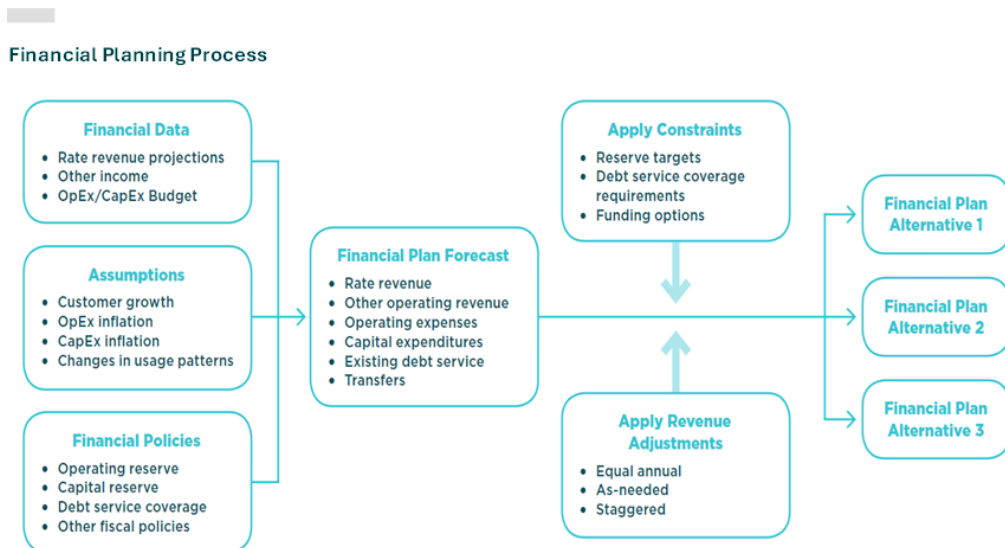 Financial Planning Process
Financial Data
• Rate revenue projections
• Other income
• OpEx/CapEx Budget
Assumptions
• Customer growth
• OpEx inflation
• CapEx inflation
• Changes in usage patterns
Financial Policies
• Operating reserve
• Capital reserve
• Debt service coverage
• Other fiscal policies
Financial Plan Forecast
• Rate revenue
• Other operating revenue
• Operating expenses
• Capital expenditures
• Existing debt service
• Transfers
Apply Constraints
• Reserve targets
• Debt service coverage
requirements
• Funding options
Apply Revenue
Adjustments
• Equal annual
• As-needed
• Staggered
Financial Plan
Alternative 1
Financial Plan
Alternative 2
Financial Plan
Alternative 3